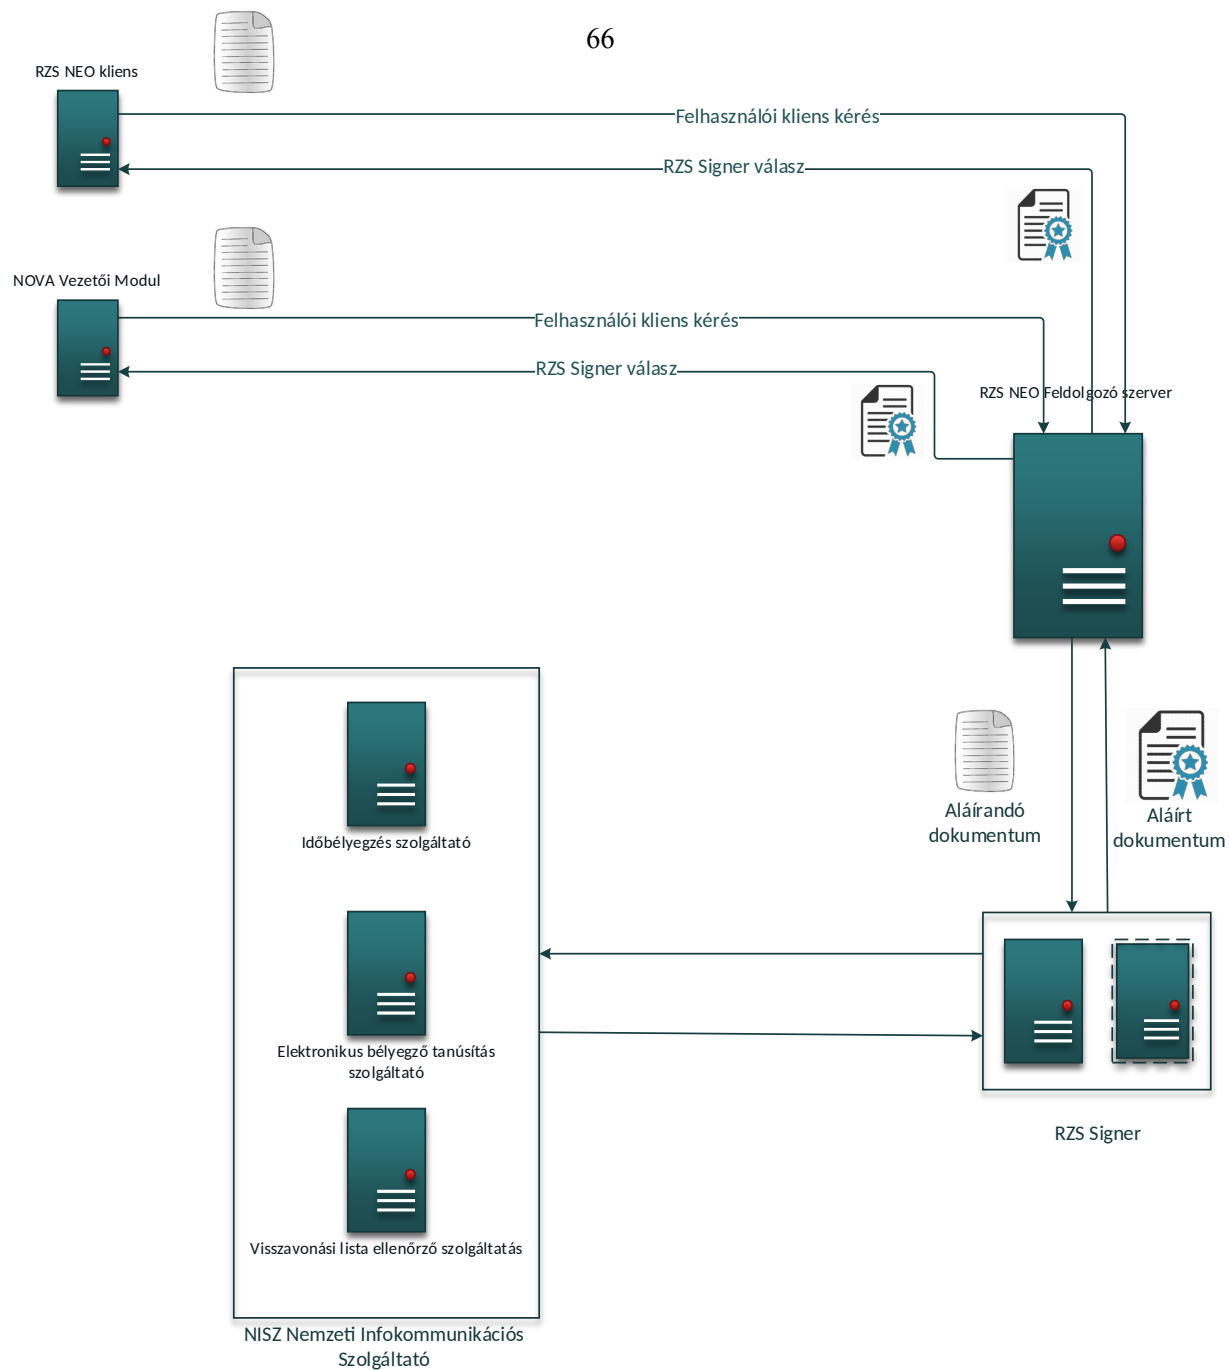 66
RZS NEO kliens
Felhasználói kliens kérés
RZS Signer válasz
NOVA Vezetői Modul
Felhasználói kliens kérés
RZS Signer válasz
RZS NEO Feldolgozó szerver
Időbélyegzés szolgáltató
Aláírandó
dokumentum
Aláírt
dokumentum
Elektronikus bélyegző tanúsítás
szolgáltató
RZS Signer
Visszavonási lista ellenőrző szolgáltatás
NISZ Nemzeti Infokommunikációs
Szolgáltató